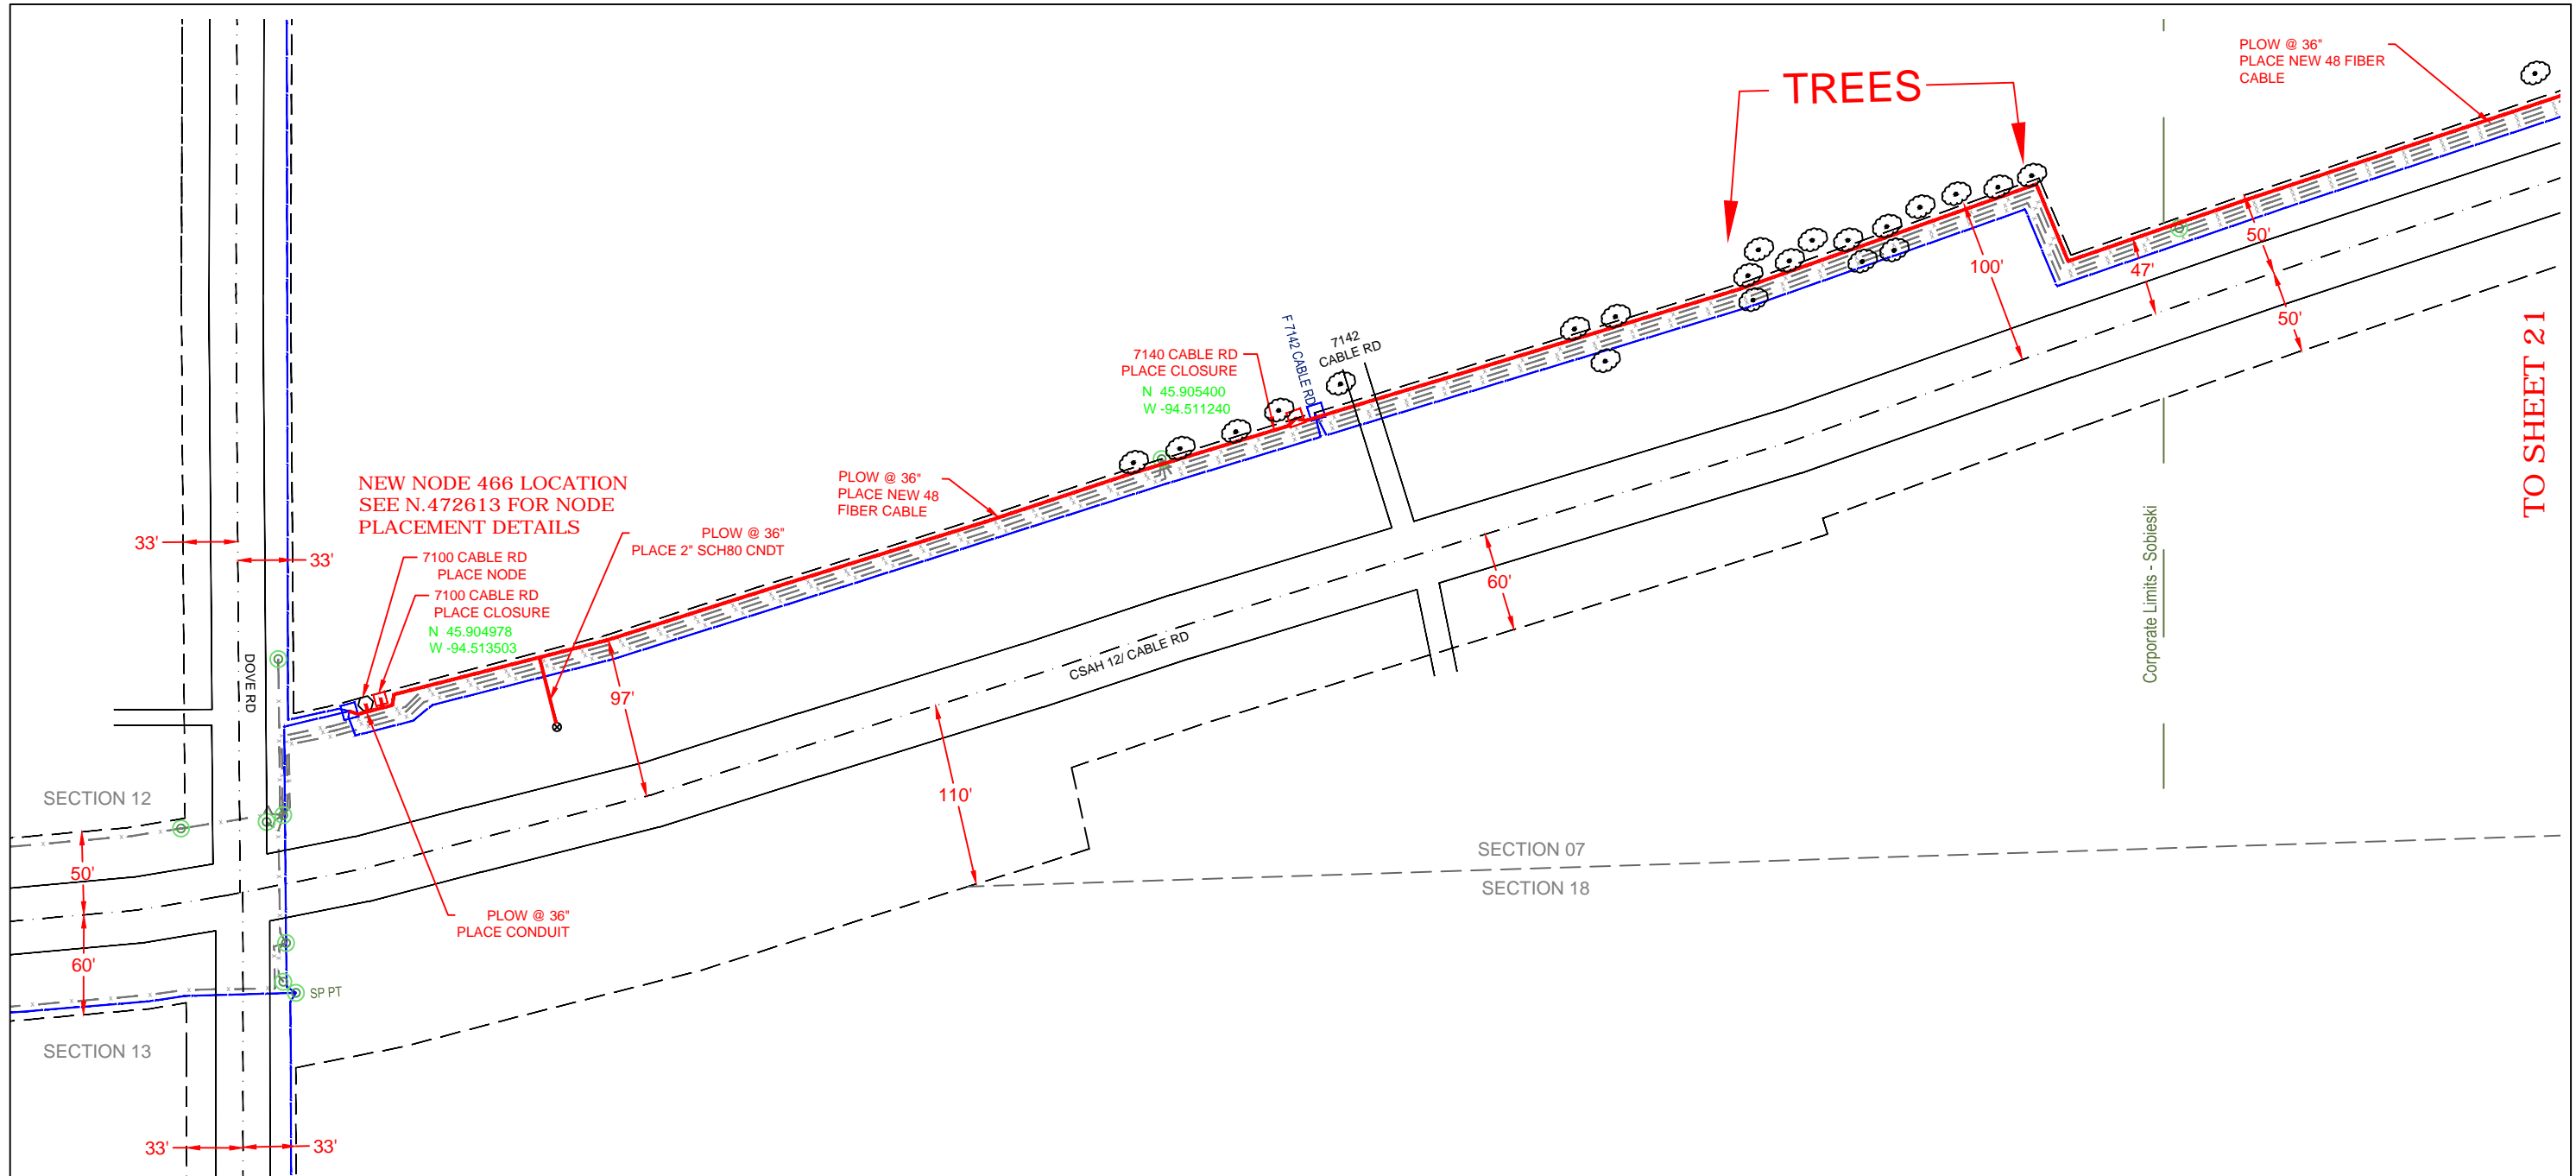 PLOW @ 36"
PLACE NEW 48 FIBER
CABLE
TREES
50'
47'
100'
50'
TO SHEET 21
7142
CABLE RD
F 7142 CABLE RD
7140 CABLE RD
PLACE CLOSURE
N 45.905400
W -94.511240
PLOW @ 36"
PLACE NEW 48
FIBER CABLE
NEW NODE 466 LOCATION
SEE N.472613 FOR NODE
PLACEMENT DETAILS
PLOW @ 36"
PLACE 2" SCH80 CNDT
33'
33'
7100 CABLE RD
PLACE NODE
7100 CABLE RD
PLACE CLOSURE
N 45.904978
W -94.513503
60'
Corporate Limits - Sobieski
CSAH 12/ CABLE RD
DOVE RD
97'
110'
SECTION 12
SECTION 07
SECTION 18
50'
PLOW @ 36"
PLACE CONDUIT
60'
SP PT
SECTION 13
33'
33'